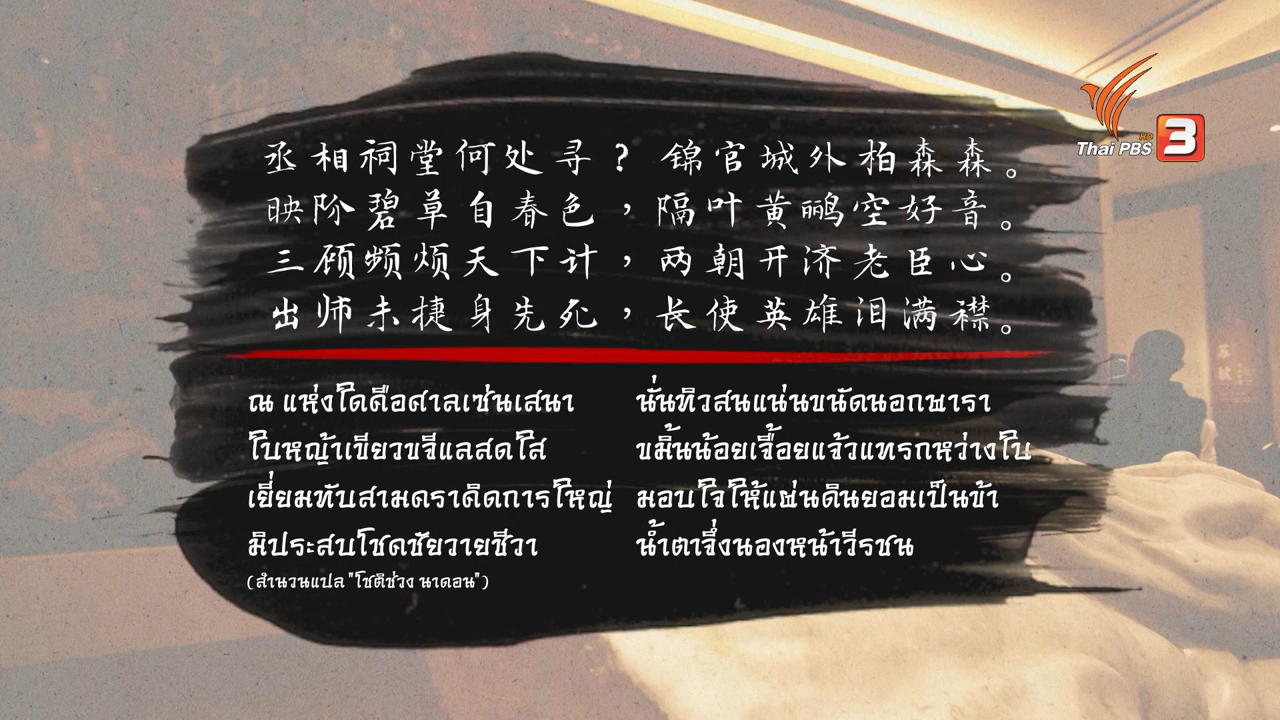 丞相祠堂何处寻？锦官城外柏森森。
映阶碧草自春色，隔叶黄鹂空好音。
三顾频烦天下计，两朝开济老臣心。
出师未捷身先死，长使英雄泪满襟。
ณ แห่งใดคือศาลเซ่นเสนา นั่นทิวสนแน่นขนัดนอกพารา
ใบหญ้าเขียวขจีแลสดใส ขมิ้นน้อยเจื้อยแจ้วแทรกหว่างใบ
เยี่ยมทับสามคราคิดการใหญ่ มอบใจให้แผ่นดินยอมเป็นข้า
มิประสบโชคชัยวายชีวา น้ำตาจึ่งนองหน้าวีรชน
(สำนวนแปล "โชติช่วง นาดอน")
Thai PBS HD 3